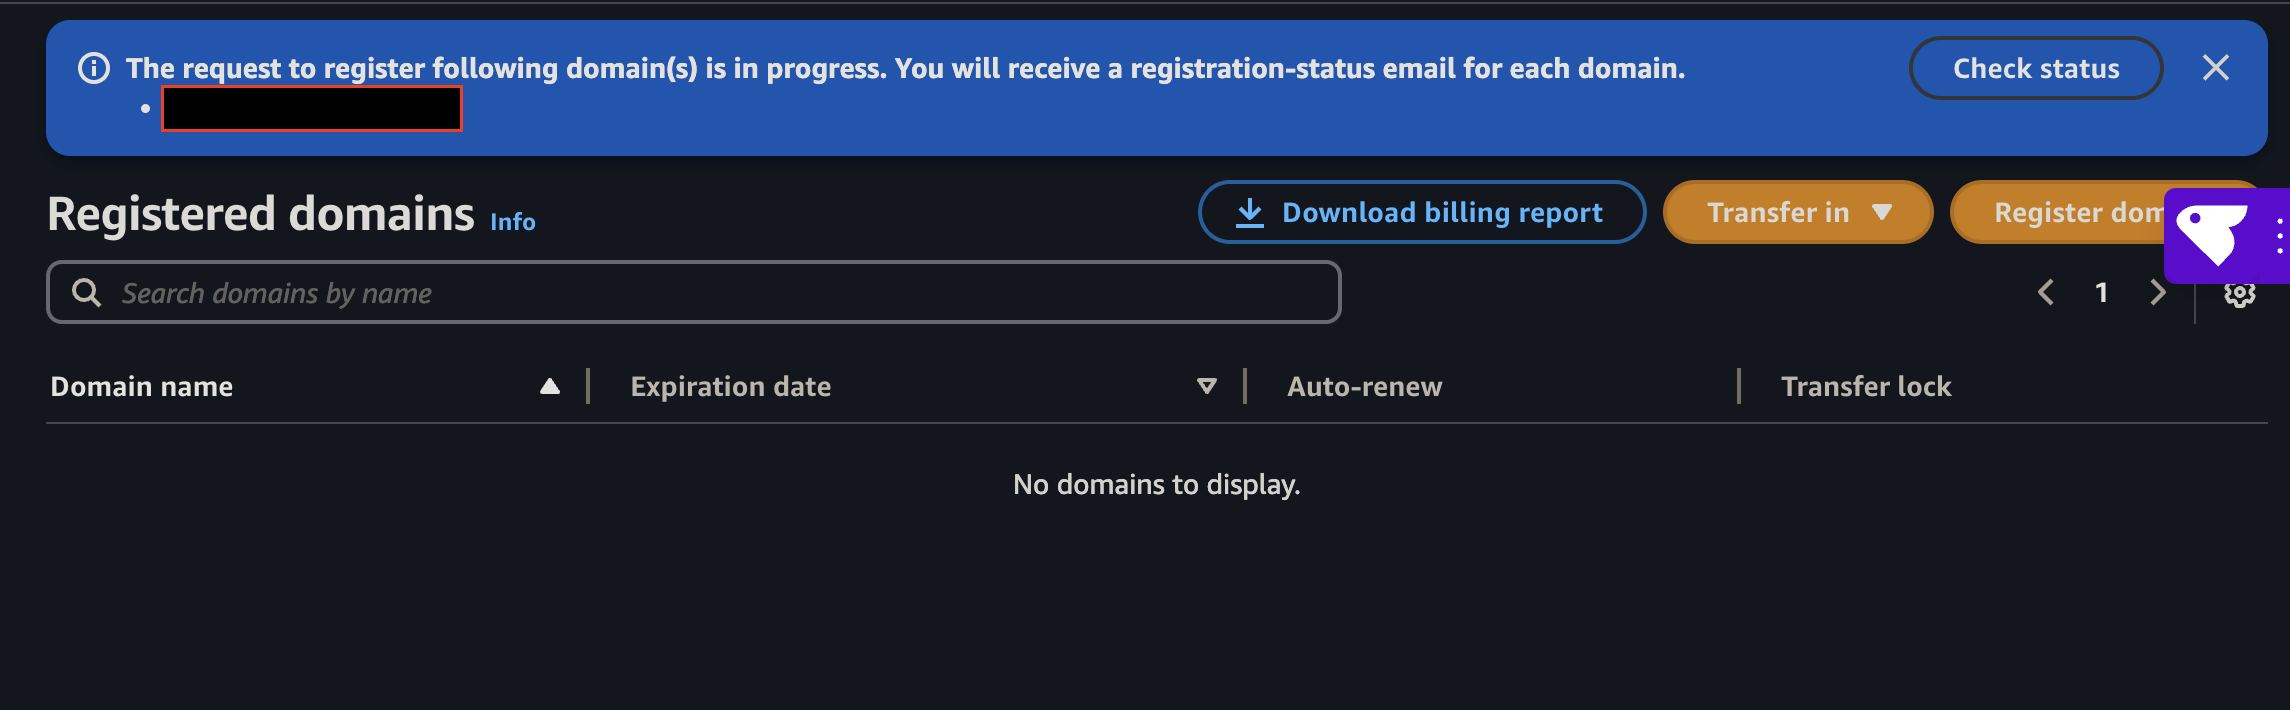 The request to register following domain(s) is in progress. You will receive a registration-status email for each domain.
Check status
Registered domains Info
Download billing report
Transfer in
Register dom
Search domains by name
1
Domain name
Expiration date
Auto-renew
Transfer lock
No domains to display.